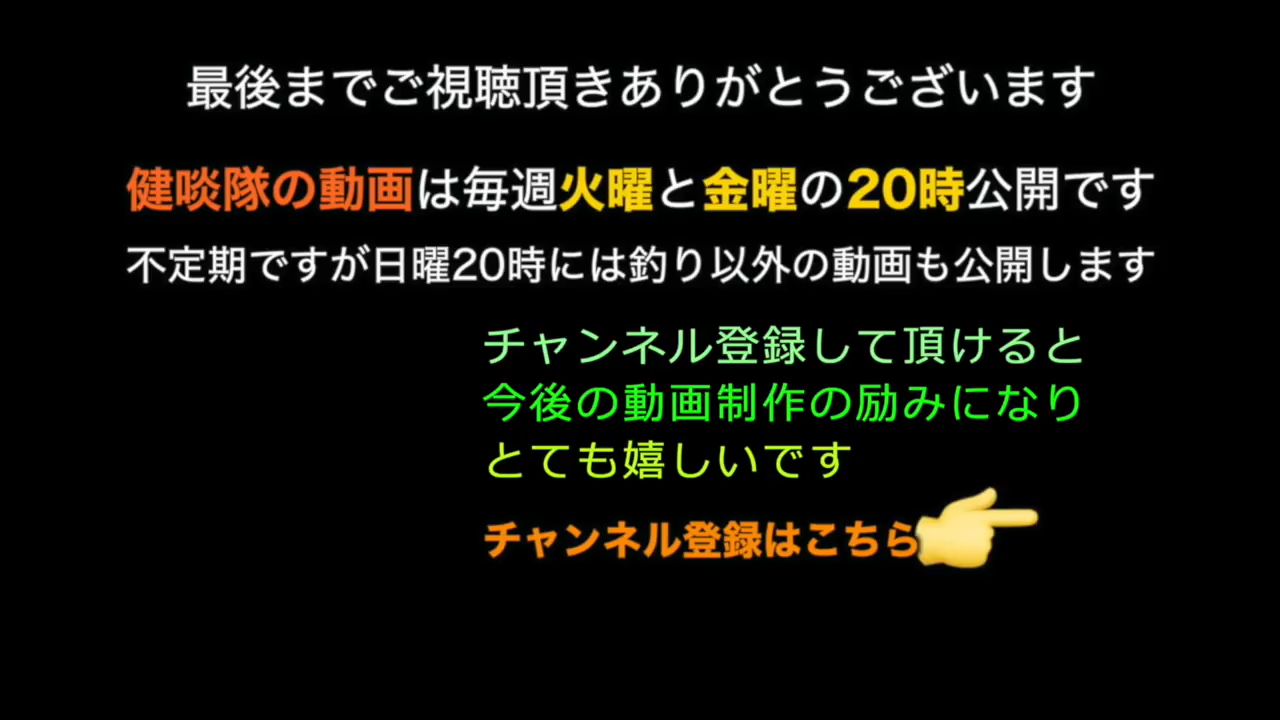 最後までご視聴頂きありがとうございます
健啖隊の動画は毎週火曜と金曜の20時公開です
不定期ですが日曜20時には釣り以外の動画も公開します
チャンネル登録して頂けると
今後の動画制作の励みになり
とても嬉しいです
チャンネル登録はこちら